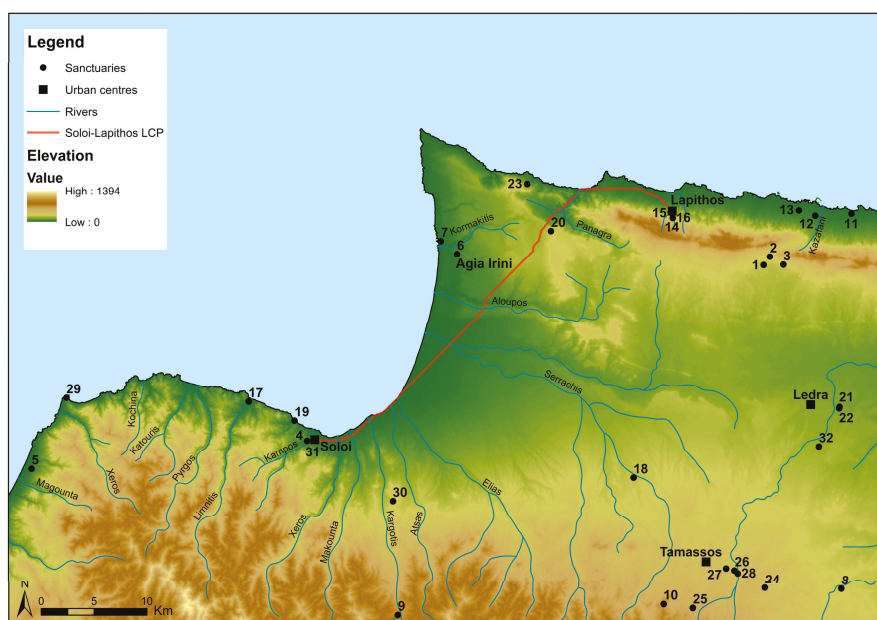 Legend
Sanctuaries
Urban centres
Rivers
Soloi-Lapithos LCP
Elevation
Value
High : 1394
Low : 0
23
Lapithos
15
16
14
13
12
11
Kazafani
7
Kormakitis
6
Agia Irini
20
Panagra
2
1
3
Aloupos
Serrachis
29
Kochina
17
19
Katouris
4
31
Soloi
Kampos
Ledra
21
22
32
5
Magounta
Xeros
Pyrgos
Limnitis
Xeros
Makounta
30
Kargotis
Atsas
Elias
18
Tamassos
26
27
28
24
8
10
25
9
N
0
5
10
Km